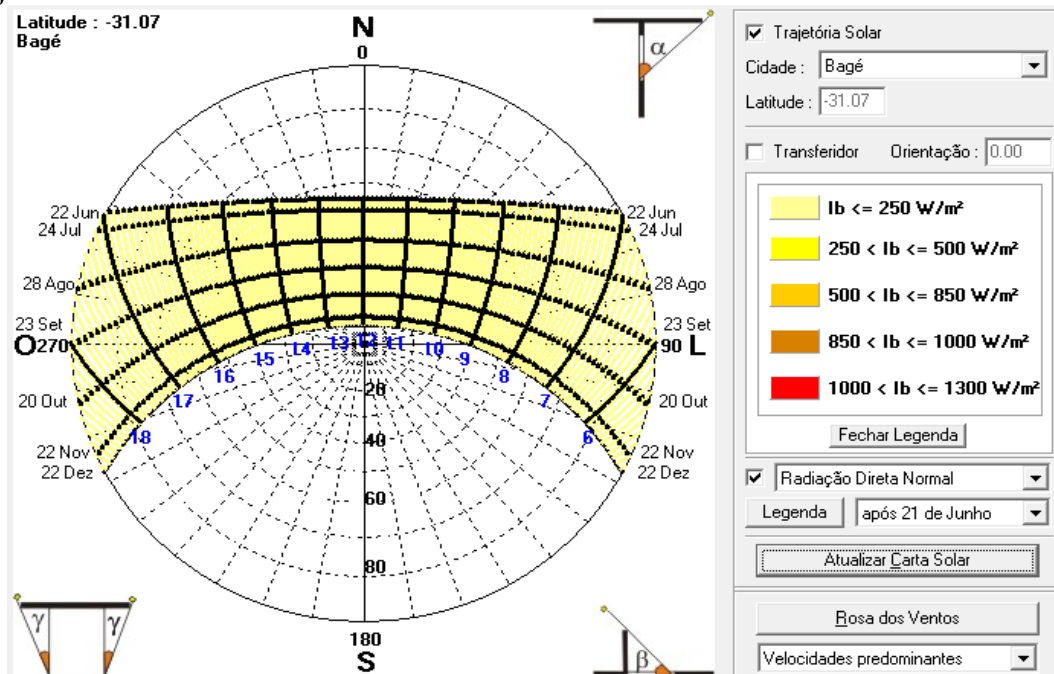 Latitude : -31.07
Bagé
N
0
α
22 Jun
24 Jul
28 Ago
23 Set
O 270
20 Out
22 Nov
22 Dez
22 Jun
24 Jul
28 Ago
23 Set
90 L
20 Out
22 Nov
22 Dez
18
17
16
15
14
13
12
11
10
9
8
7
6
20
40
60
80
180
S
γ
γ
β
Trajetória Solar
Cidade : Bagé
Latitude : -31.07
Transferidor Orientação : 0.00
Ib <= 250 W/m²
250 < Ib <= 500 W/m²
500 < Ib <= 850 W/m²
850 < Ib <= 1000 W/m²
1000 < Ib <= 1300 W/m²
Fechar Legenda
Radiação Direta Normal
Legenda após 21 de Junho
Atualizar Carta Solar
Rosa dos Ventos
Velocidades predominantes